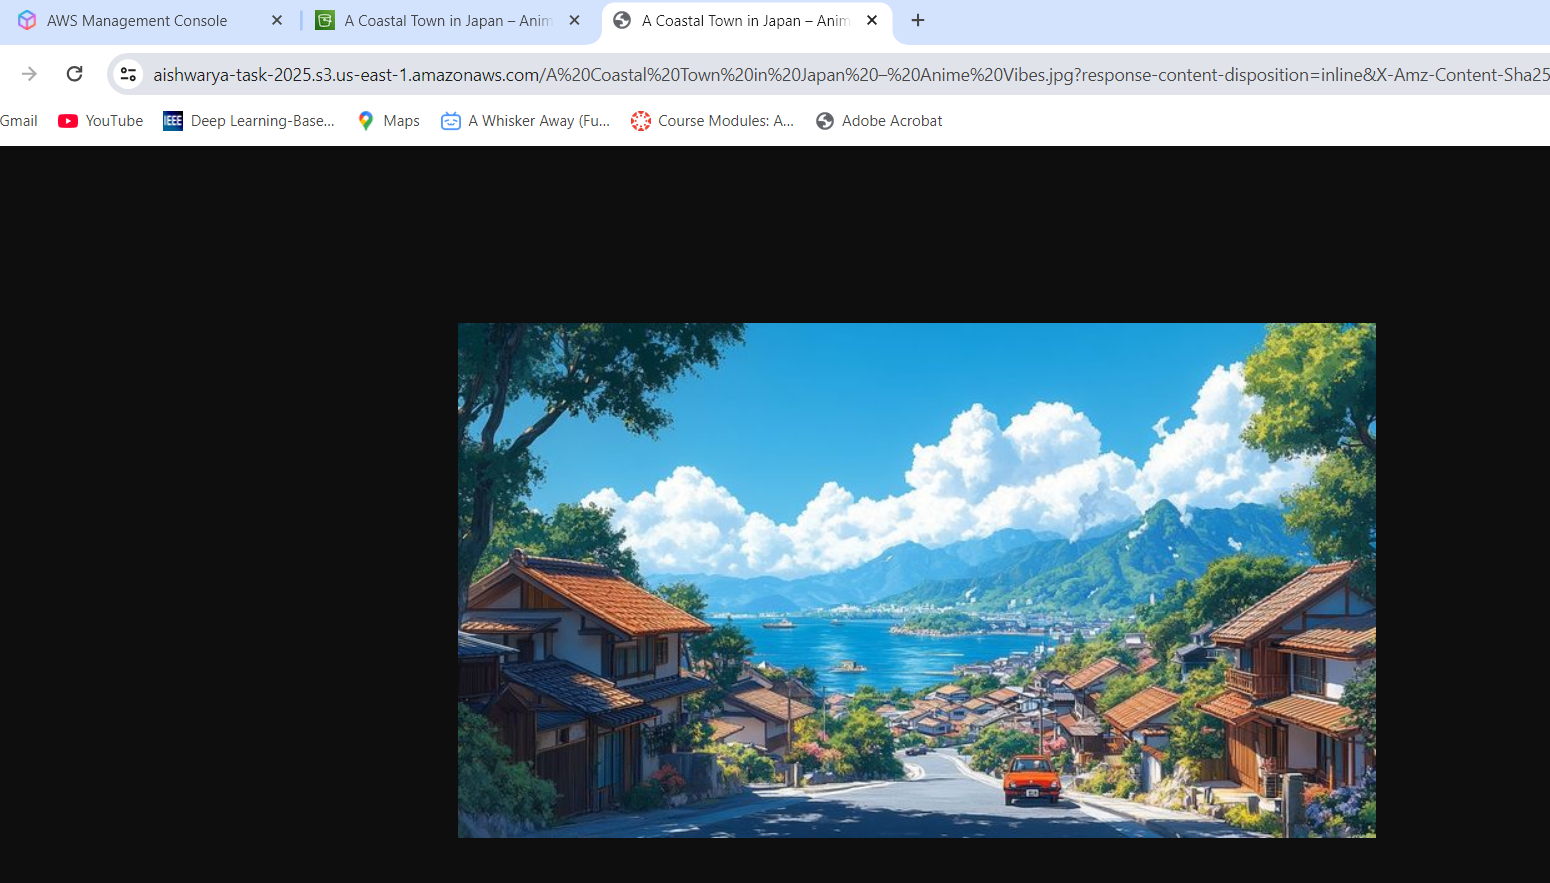 AWS Management Console A Coastal Town in Japan – Anim A Coastal Town in Japan – Anim
aishwarya-task-2025.s3.us-east-1.amazonaws.com/A%20Coastal%20Town%20in%20Japan%20–%20Anime%20Vibes.jpg?response-content-disposition=inline&X-Amz-Content-Sha25
Gmail YouTube IEEE Deep Learning-Base... Maps A Whisker Away (Fu... Course Modules: A... Adobe Acrobat